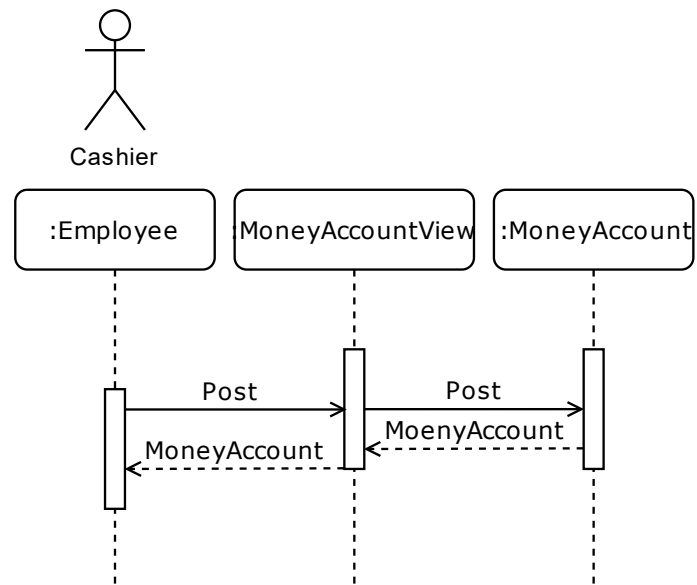 Cashier
:Employee
:MoneyAccountView
:MoneyAccount
Post
Post
MoenyAccount
MoneyAccount